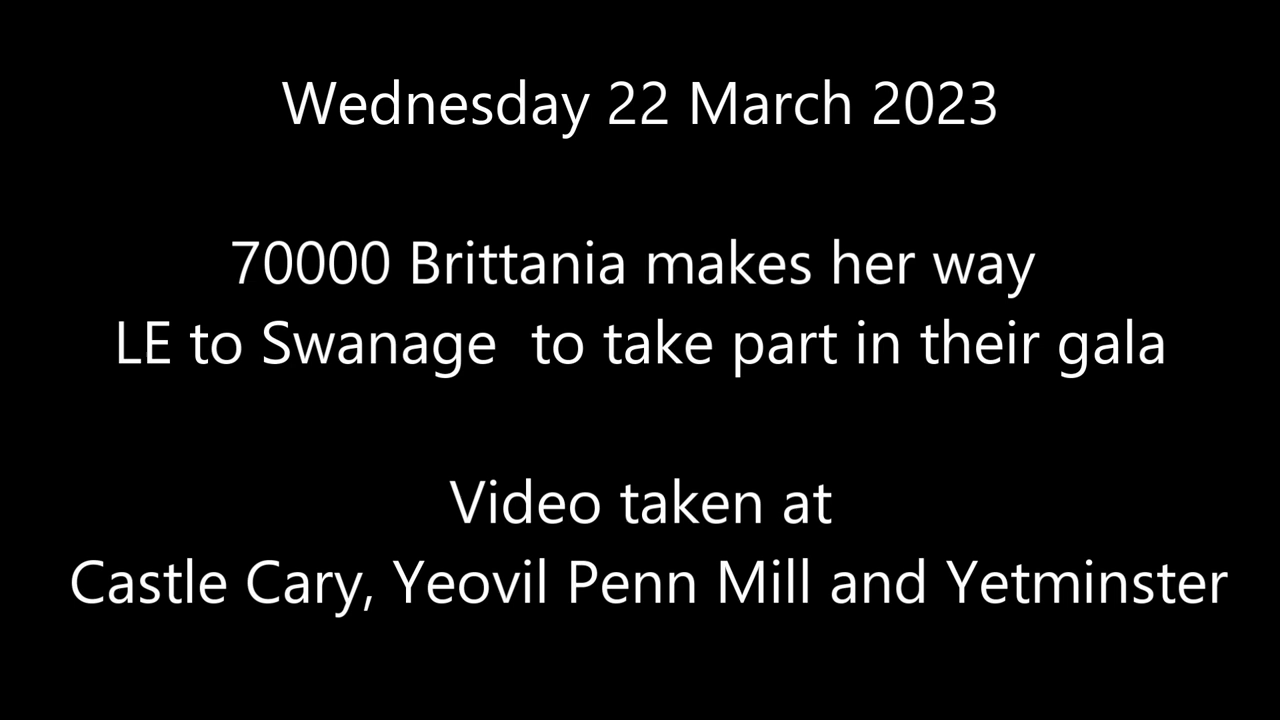 Wednesday 22 March 2023
70000 Brittania makes her way
LE to Swanage  to take part in their gala
Video taken at
Castle Cary, Yeovil Penn Mill and Yetminster